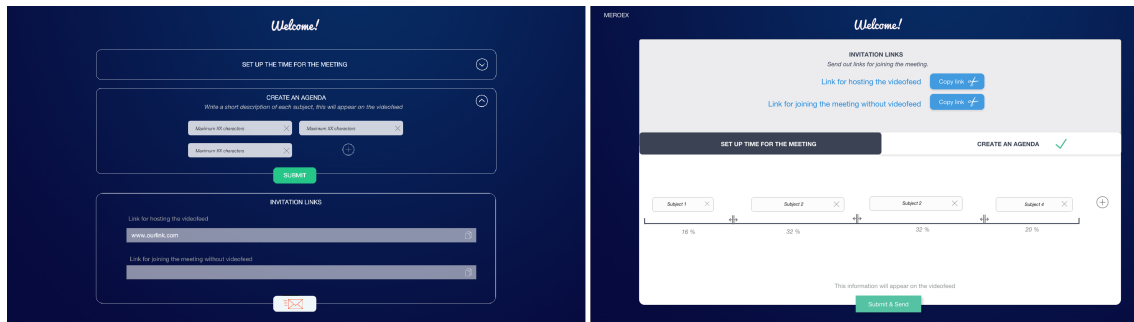 Welcome!
SET UP THE TIME FOR THE MEETING
CREATE AN AGENDA
Write a short description of each subject, this will appear on the videofeed
Maximum XX characters
Maximum XX characters
Maximum XX characters
SUBMIT
INVITATION LINKS
Link for hosting the videofeed
www.ourlink.com
Link for joining the meeting without videofeed
MEROEX
Welcome!
INVITATION LINKS
Send out links for joining the meeting.
Link for hosting the videofeed
Copy link
Link for joining the meeting without videofeed
Copy link
SET UP TIME FOR THE MEETING
CREATE AN AGENDA
Subject 1
Subject 2
Subject 3
Subject 4
16 %
32 %
32 %
20 %
This information will appear on the videofeed
Submit & Send